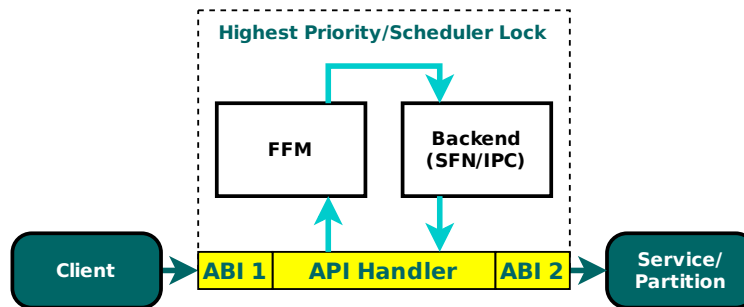 Highest Priority/Scheduler Lock
FFM
Backend
(SFN/IPC)
Client
ABI 1
API Handler
ABI 2
Service/
Partition